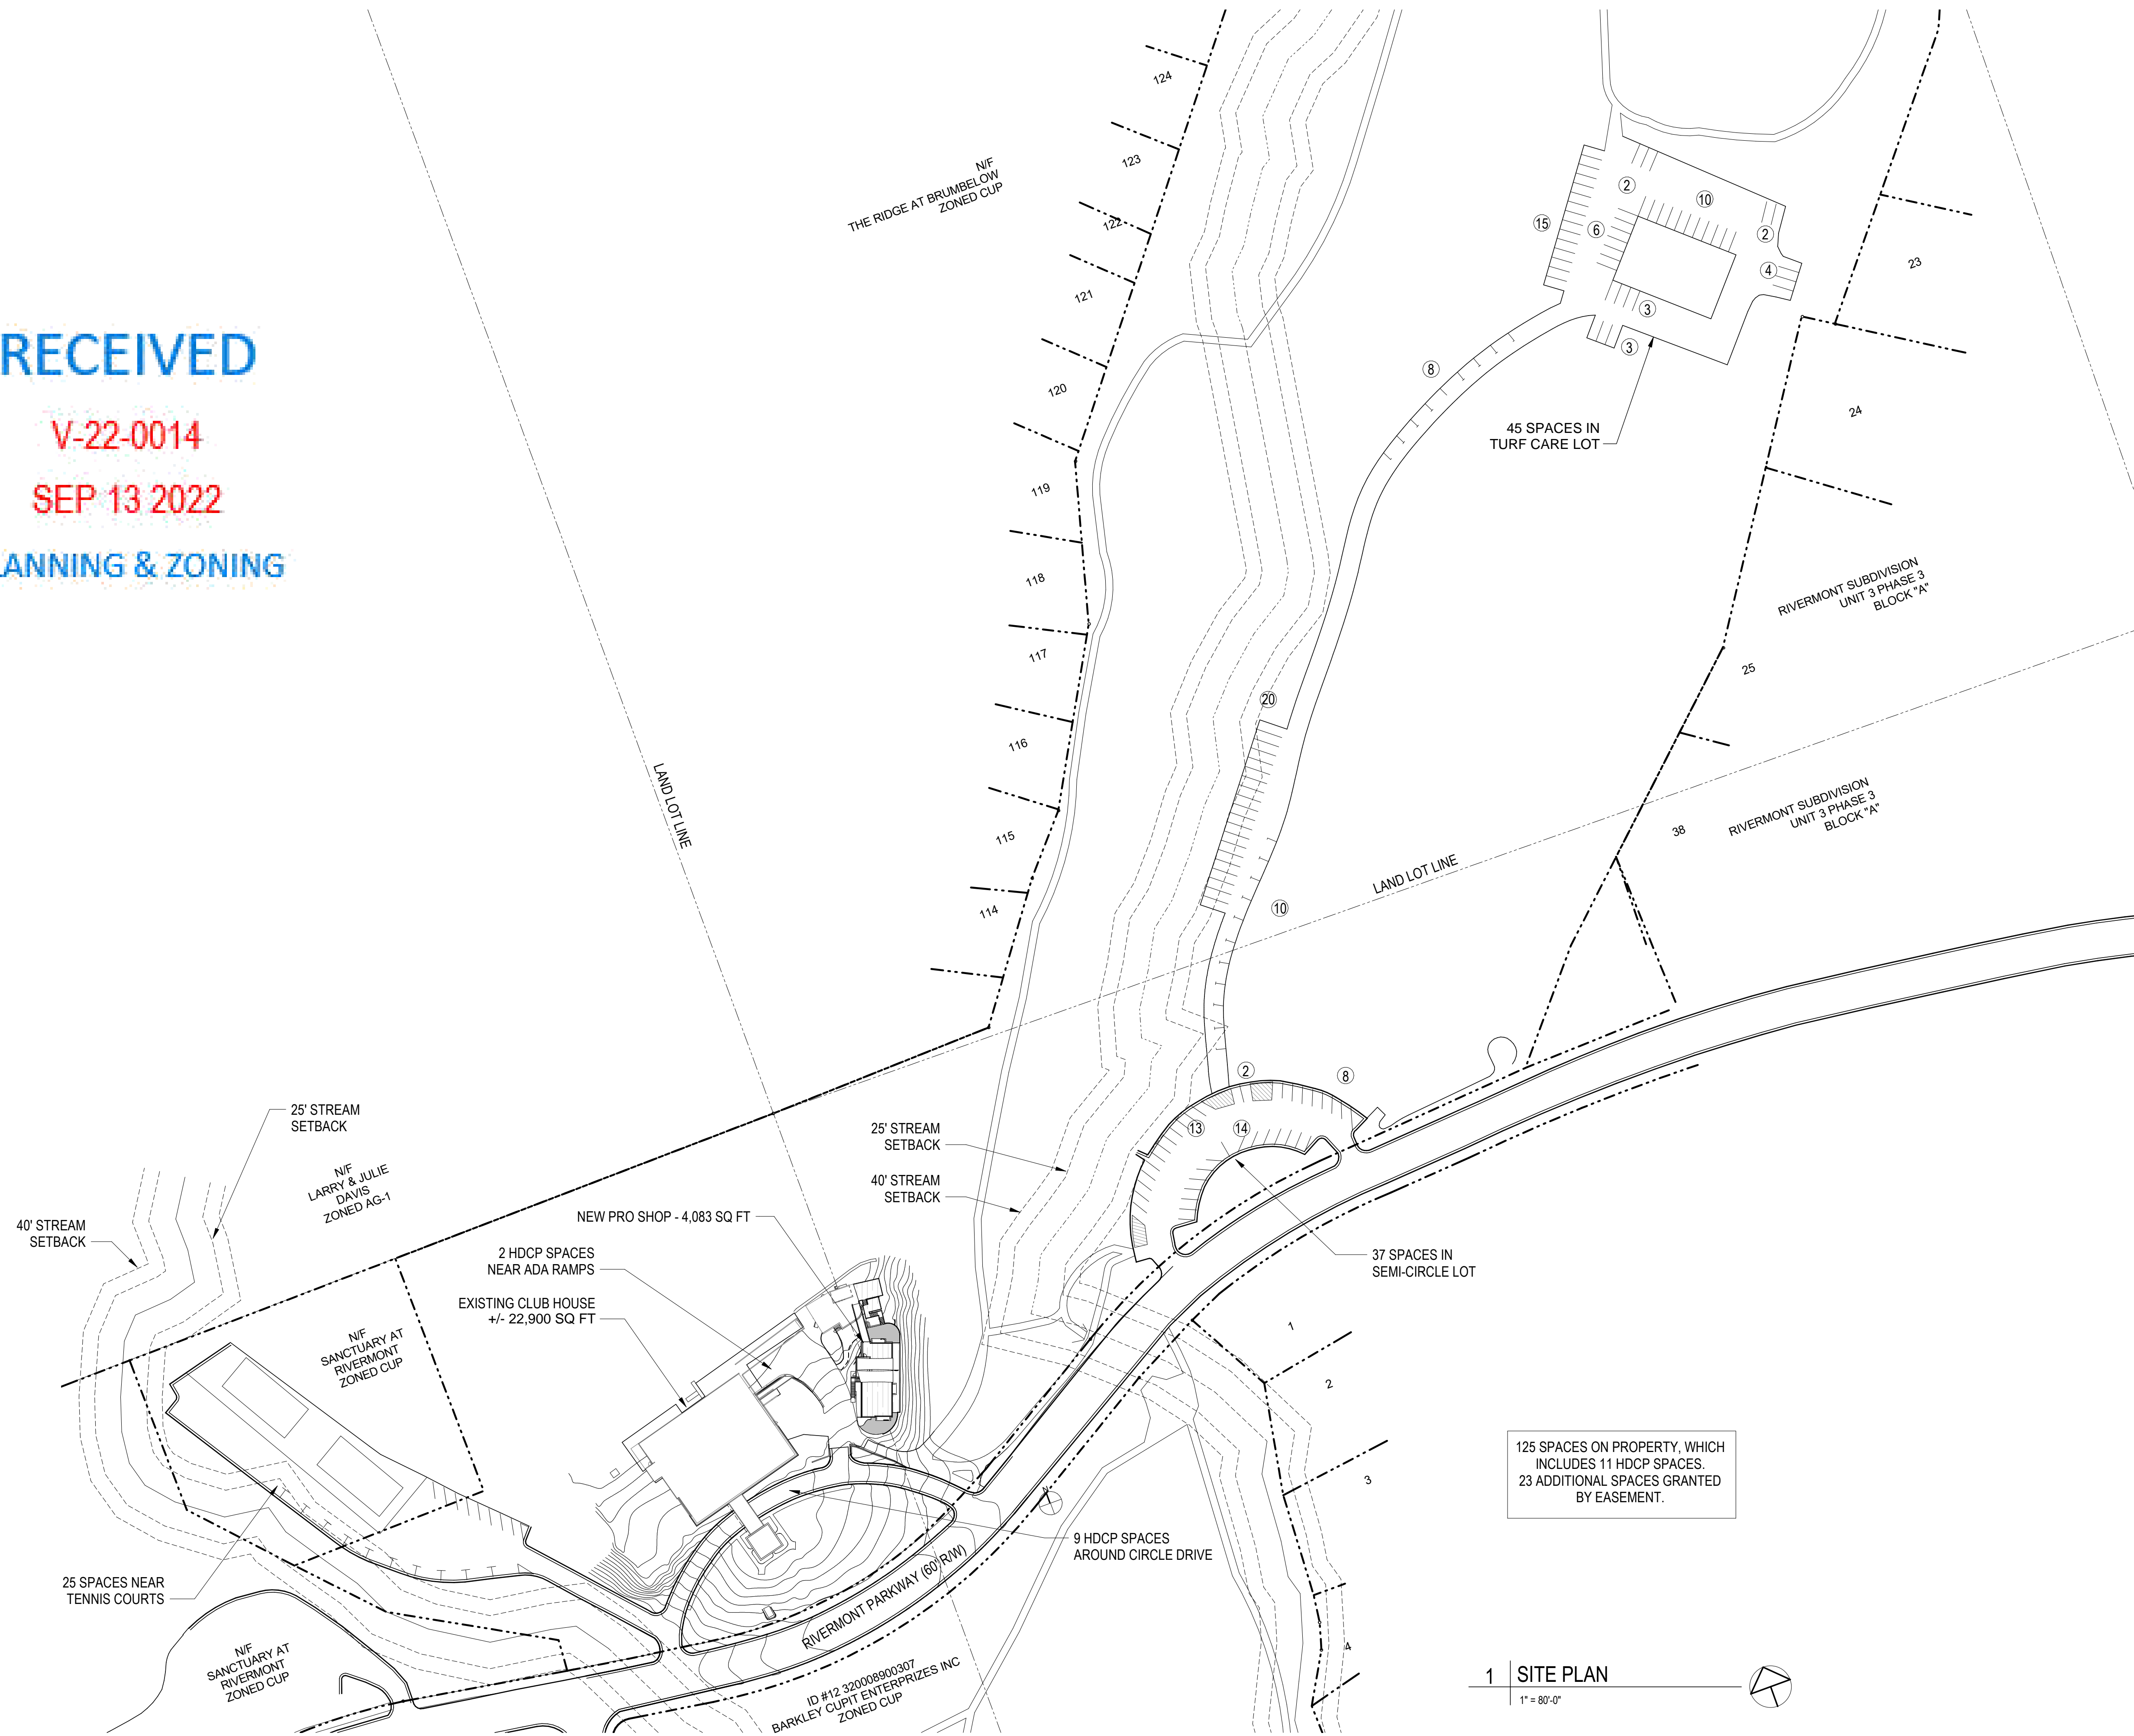 RECEIVED
V-22-0014
SEP 13 2022
LANNING & ZONING
N/F
THE RIDGE AT BRUMBELOW
ZONED CUP
124
123
122
121
120
119
118
117
116
115
114
2
10
2
15
6
4
3
3
8
45 SPACES IN
TURF CARE LOT
23
24
RIVERMONT SUBDIVISION
UNIT 3 PHASE 3
BLOCK "A"
25
38
RIVERMONT SUBDIVISION
UNIT 3 PHASE 3
BLOCK "A"
20
10
LAND LOT LINE
LAND LOT LINE
2
8
13
14
25' STREAM
SETBACK
40' STREAM
SETBACK
N/F
LARRY & JULIE
DAVIS
ZONED AG-1
25' STREAM
SETBACK
40' STREAM
SETBACK
NEW PRO SHOP - 4,083 SQ FT
2 HDCP SPACES
NEAR ADA RAMPS
EXISTING CLUB HOUSE
+/- 22,900 SQ FT
37 SPACES IN
SEMI-CIRCLE LOT
N/F
SANCTUARY AT
RIVERMONT
ZONED CUP
1
2
3
4
125 SPACES ON PROPERTY, WHICH
INCLUDES 11 HDCP SPACES.
23 ADDITIONAL SPACES GRANTED
BY EASEMENT.
N
9 HDCP SPACES
AROUND CIRCLE DRIVE
25 SPACES NEAR
TENNIS COURTS
RIVERMONT PARKWAY (60' R/W)
N/F
SANCTUARY AT
RIVERMONT
ZONED CUP
ID #12 320008900307
BARKLEY CUPIT ENTERPRIZES INC
ZONED CUP
1 SITE PLAN
1" = 80'-0"